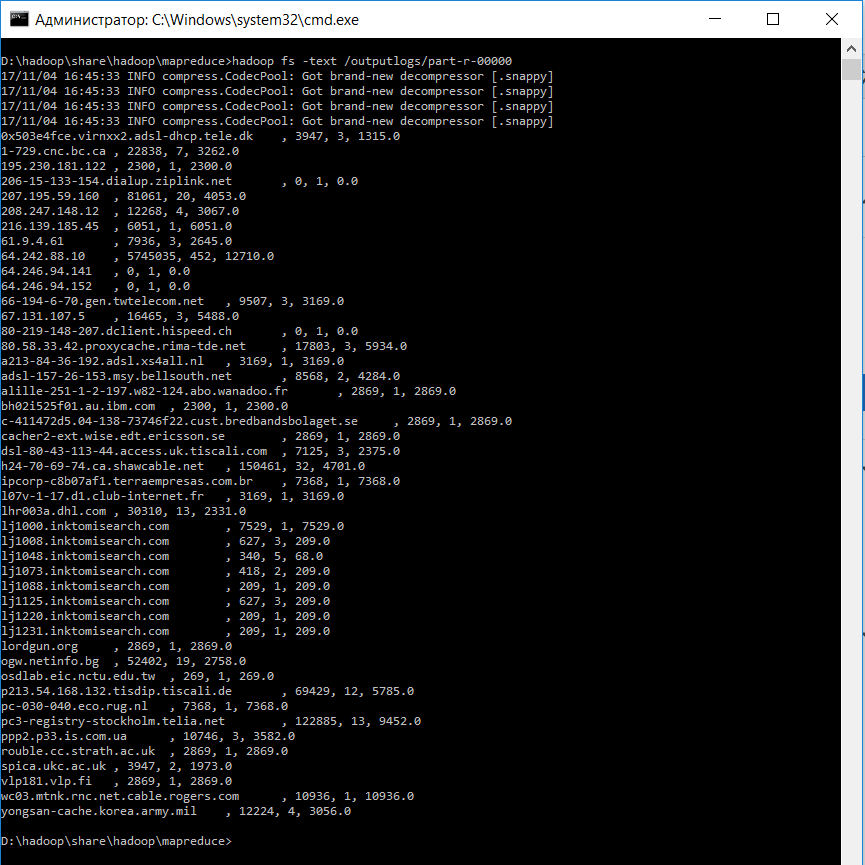 Администратор: C:\Windows\system32\cmd.exe
D:\hadoop\share\hadoop\mapreduce>hadoop fs -text /outputlogs/part-r-00000
17/11/04 16:45:33 INFO compress.CodecPool: Got brand-new decompressor [.snappy]
17/11/04 16:45:33 INFO compress.CodecPool: Got brand-new decompressor [.snappy]
17/11/04 16:45:33 INFO compress.CodecPool: Got brand-new decompressor [.snappy]
17/11/04 16:45:33 INFO compress.CodecPool: Got brand-new decompressor [.snappy]
0x503e4fce.virnxx2.adsl-dhcp.tele.dk    , 3947, 3, 1315.0
1-729.cnc.bc.ca , 22838, 7, 3262.0
195.230.181.122 , 2300, 1, 2300.0
206-15-133-154.dialup.ziplink.net       , 0, 1, 0.0
207.195.59.160  , 81061, 20, 4053.0
208.247.148.12  , 12268, 4, 3067.0
216.139.185.45  , 6051, 1, 6051.0
61.9.4.61       , 7936, 3, 2645.0
64.242.88.10    , 5745035, 452, 12710.0
64.246.94.141   , 0, 1, 0.0
64.246.94.152   , 0, 1, 0.0
66-194-6-70.gen.twtelecom.net   , 9507, 3, 3169.0
67.131.107.5    , 16465, 3, 5488.0
80-219-148-207.dclient.hispeed.ch       , 0, 1, 0.0
80.58.33.42.proxycache.rima-tde.net     , 17803, 3, 5934.0
a213-84-36-192.adsl.xs4all.nl   , 3169, 1, 3169.0
adsl-157-26-153.msy.bellsouth.net       , 8568, 2, 4284.0
alille-251-1-2-197.w82-124.abo.wanadoo.fr       , 2869, 1, 2869.0
bh02i525f01.au.ibm.com  , 2300, 1, 2300.0
c-411472d5.04-138-73746f22.cust.bredbandsbolaget.se     , 2869, 1, 2869.0
cacher2-ext.wise.edt.ericsson.se        , 2869, 1, 2869.0
dsl-80-43-113-44.access.uk.tiscali.com  , 7125, 3, 2375.0
h24-70-69-74.ca.shawcable.net   , 150461, 32, 4701.0
ipcorp-c8b07af1.terraempresas.com.br    , 7368, 1, 7368.0
l07v-1-17.d1.club-internet.fr   , 3169, 1, 3169.0
lhr003a.dhl.com , 30310, 13, 2331.0
lj1000.inktomisearch.com        , 7529, 1, 7529.0
lj1008.inktomisearch.com        , 627, 3, 209.0
lj1048.inktomisearch.com        , 340, 5, 68.0
lj1073.inktomisearch.com        , 418, 2, 209.0
lj1088.inktomisearch.com        , 209, 1, 209.0
lj1125.inktomisearch.com        , 627, 3, 209.0
lj1220.inktomisearch.com        , 209, 1, 209.0
lj1231.inktomisearch.com        , 209, 1, 209.0
lordgun.org     , 2869, 1, 2869.0
ogw.netinfo.bg  , 52402, 19, 2758.0
osdlab.eic.nctu.edu.tw  , 269, 1, 269.0
p213.54.168.132.tisdip.tiscali.de       , 69429, 12, 5785.0
pc-030-040.eco.rug.nl   , 7368, 1, 7368.0
pc3-registry-stockholm.telia.net        , 122885, 13, 9452.0
ppp2.p33.is.com.ua      , 10746, 3, 3582.0
rouble.cc.strath.ac.uk  , 2869, 1, 2869.0
spica.ukc.ac.uk , 3947, 2, 1973.0
vlp181.vlp.fi   , 2869, 1, 2869.0
wc03.mtnk.rnc.net.cable.rogers.com      , 10936, 1, 10936.0
yongsan-cache.korea.army.mil    , 12224, 4, 3056.0
D:\hadoop\share\hadoop\mapreduce>